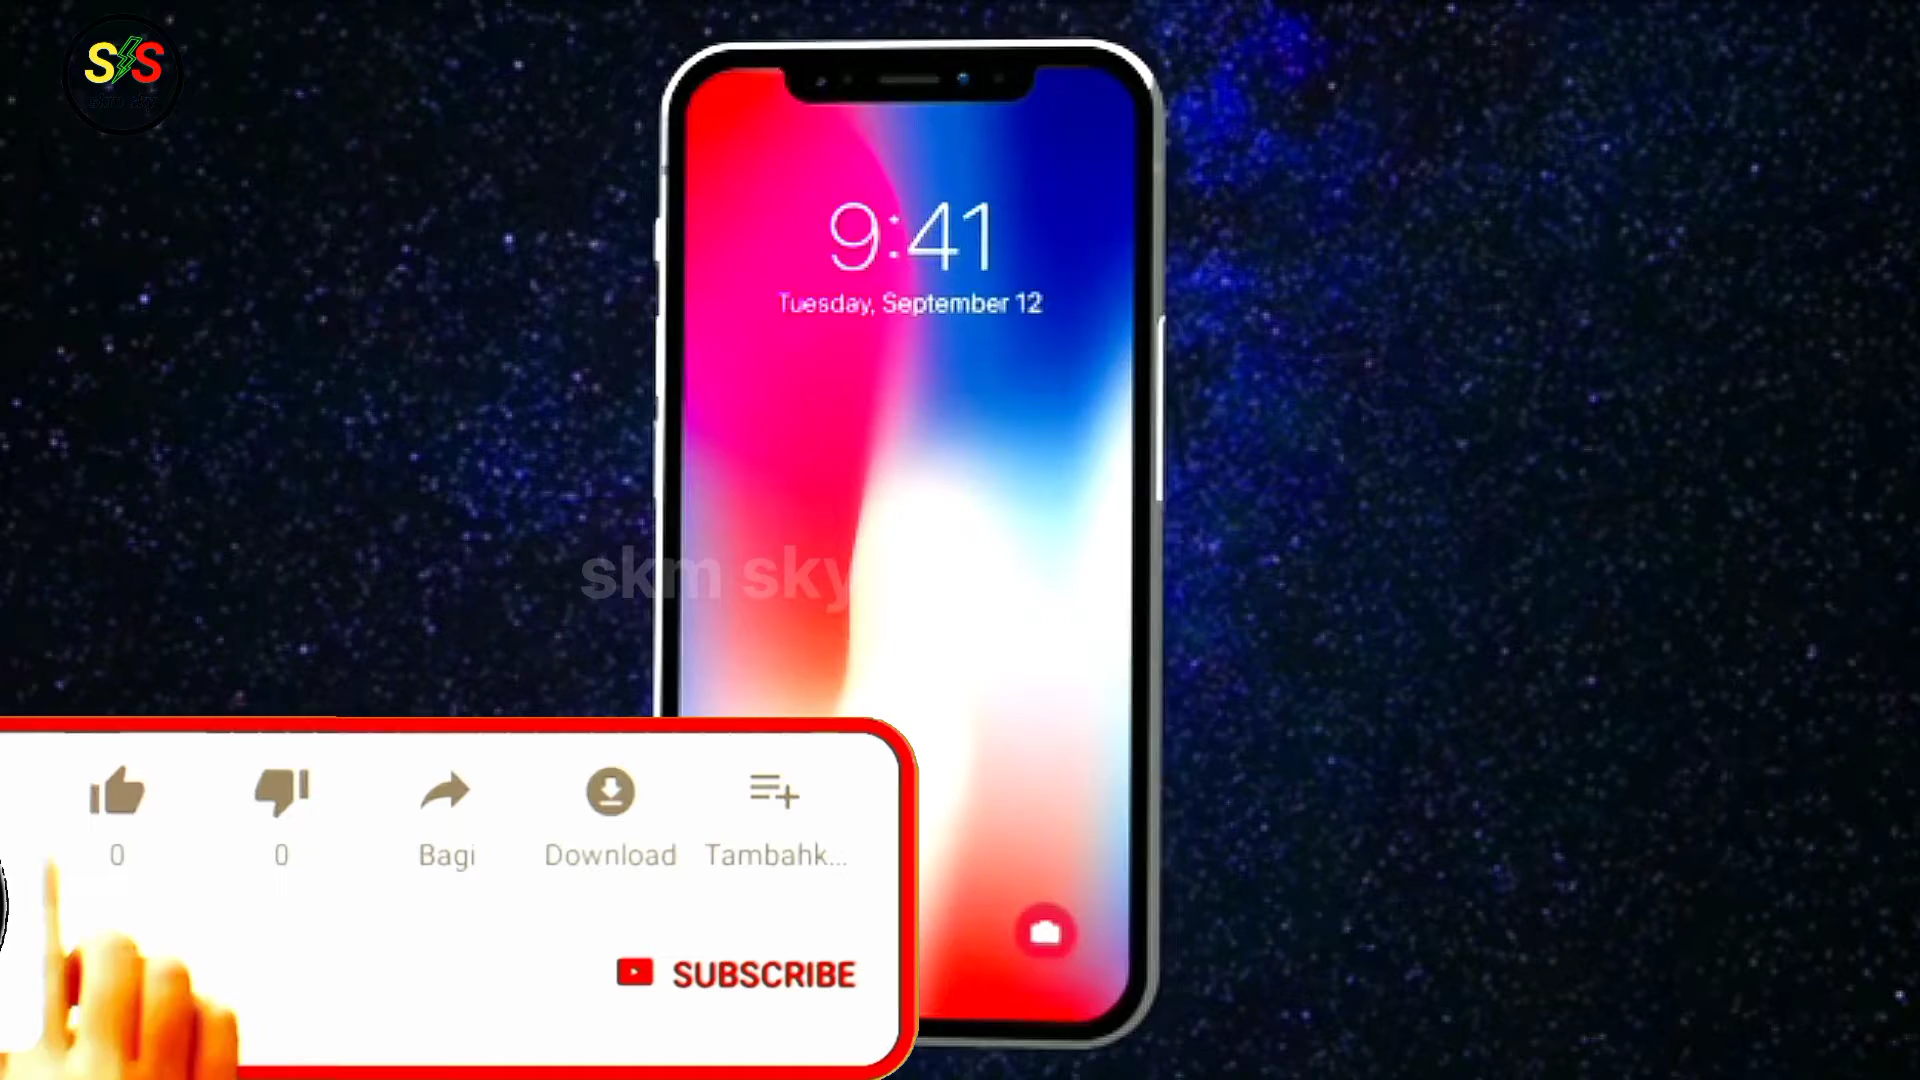 S S
9:41
Tuesday, September 12
skm sky
0 0 Bagi Download Tambahk...
SUBSCRIBE